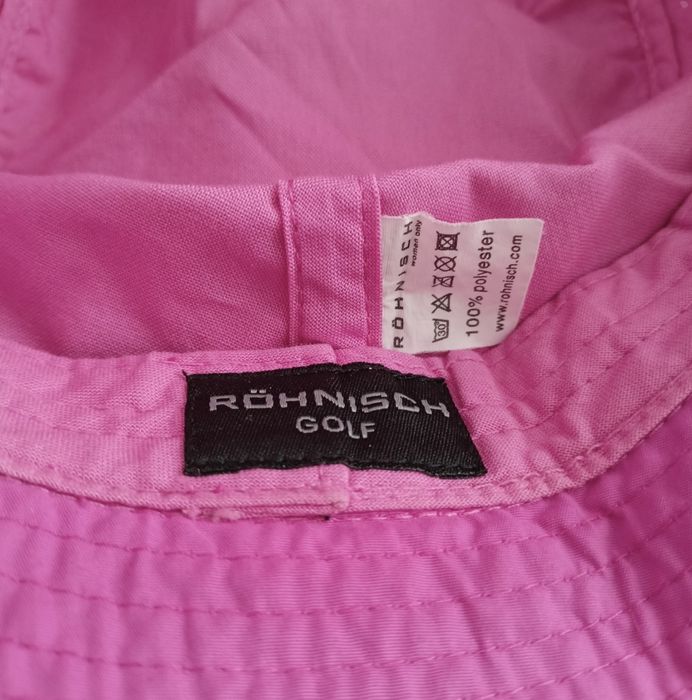 RÖHNISCH
women only
30°
100% polyester
www.rohnisch.com
RÖHNISCH
GOLF